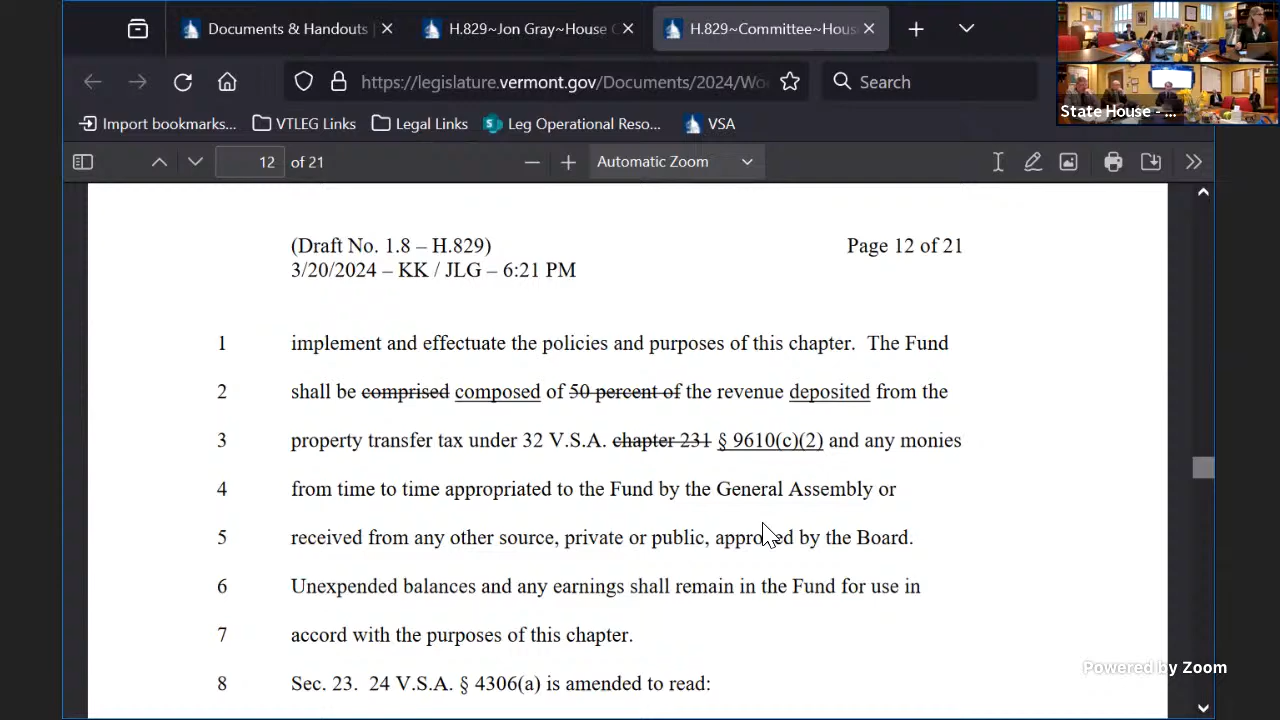 Documents & Handouts
H.829~Jon Gray~House C
H.829~Committee~Hous
https://legislature.vermont.gov/Documents/2024/Wo
Search
Import bookmarks...
VTLEG Links
Legal Links
Leg Operational Reso...
VSA
State House - ...
12 of 21
Automatic Zoom
(Draft No. 1.8 – H.829) Page 12 of 21
3/20/2024 – KK / JLG – 6:21 PM
1 implement and effectuate the policies and purposes of this chapter. The Fund
2 shall be comprised composed of 50 percent of the revenue deposited from the
3 property transfer tax under 32 V.S.A. chapter 231 § 9610(c)(2) and any monies
4 from time to time appropriated to the Fund by the General Assembly or
5 received from any other source, private or public, approved by the Board.
6 Unexpended balances and any earnings shall remain in the Fund for use in
7 accord with the purposes of this chapter.
8 Sec. 23. 24 V.S.A. § 4306(a) is amended to read:
Powered by Zoom